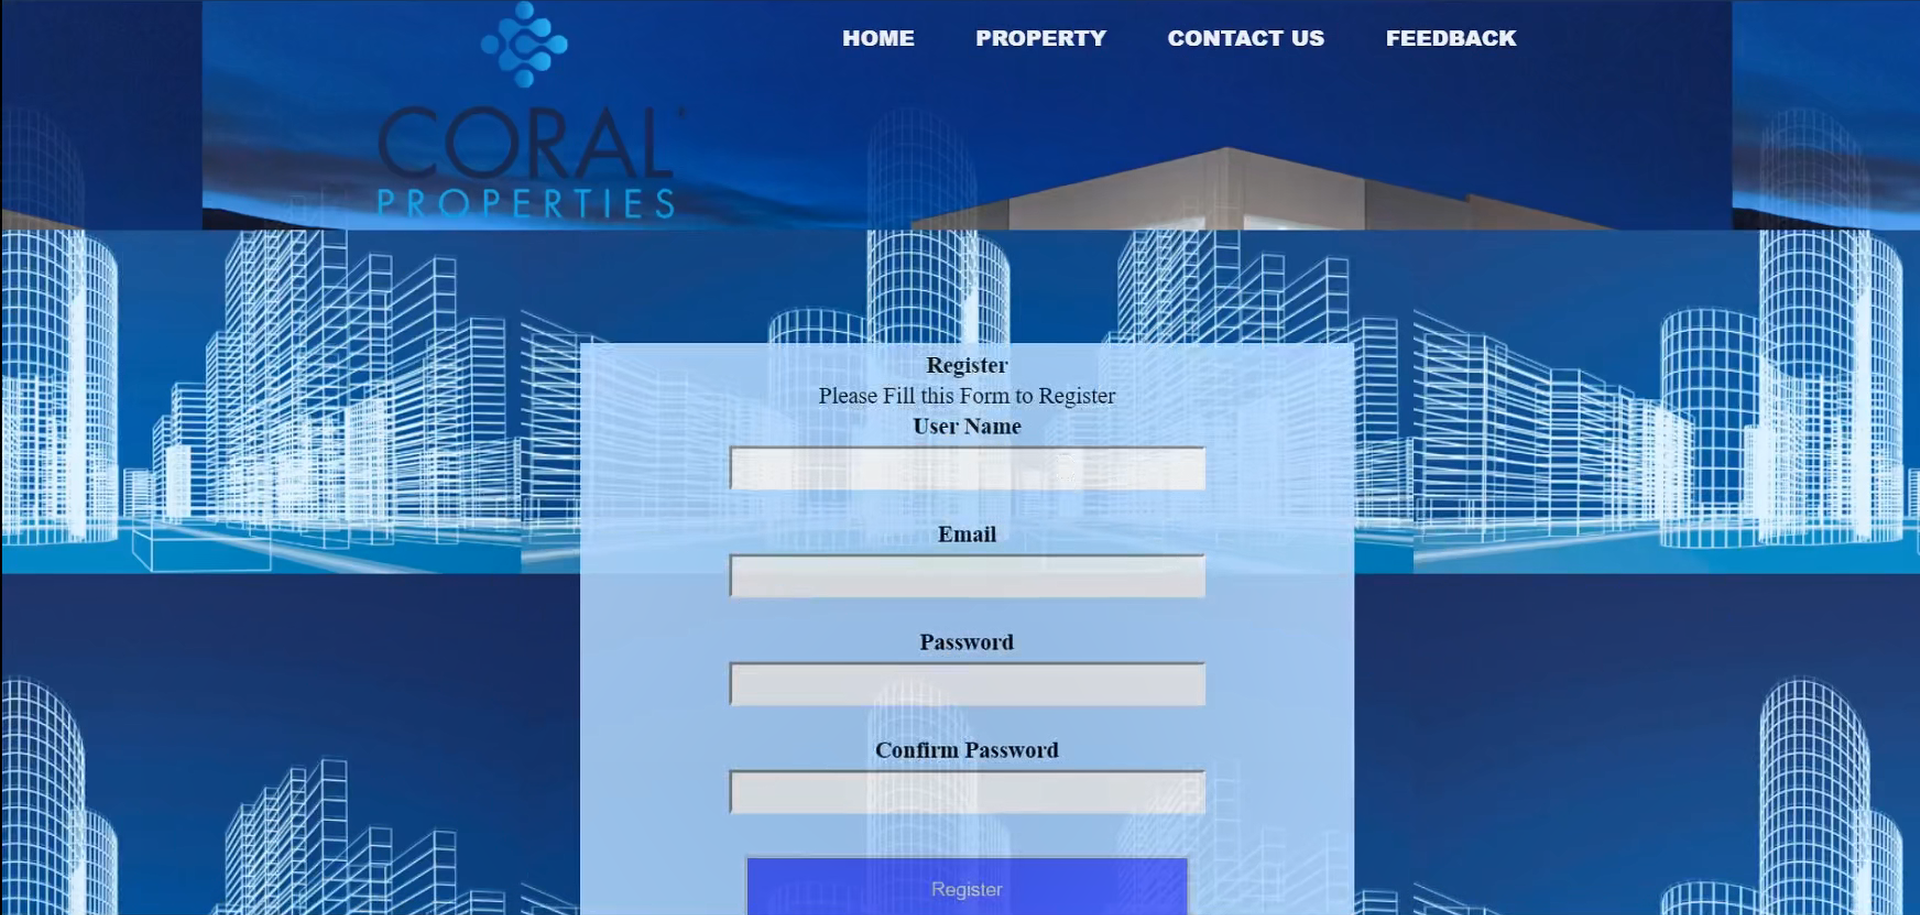 HOME PROPERTY CONTACT US FEEDBACK
CORAL
PROPERTIES
Register
Please Fill this Form to Register
User Name
Email
Password
Confirm Password
Register